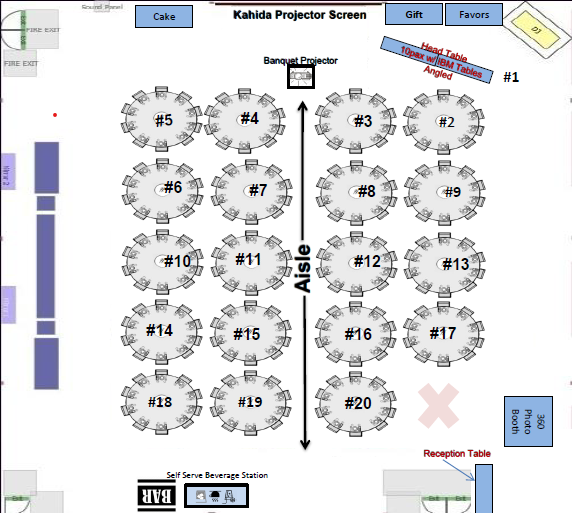 Sound Panel
Cake
Kahida Projector Screen
Gift
Favors
DJ
FIRE EXIT
FIRE EXIT
Head Table
10pax w/ IBM Tables
Angled
#1
Banquet Projector
#5
#4
#3
#2
#6
#7
#8
#9
#10
#11
#12
#13
Aisle
#14
#15
#16
#17
#18
#19
#20
360
Photo
Booth
Reception Table
Self Serve Beverage Station
BAR
Exit
Exit
Exit